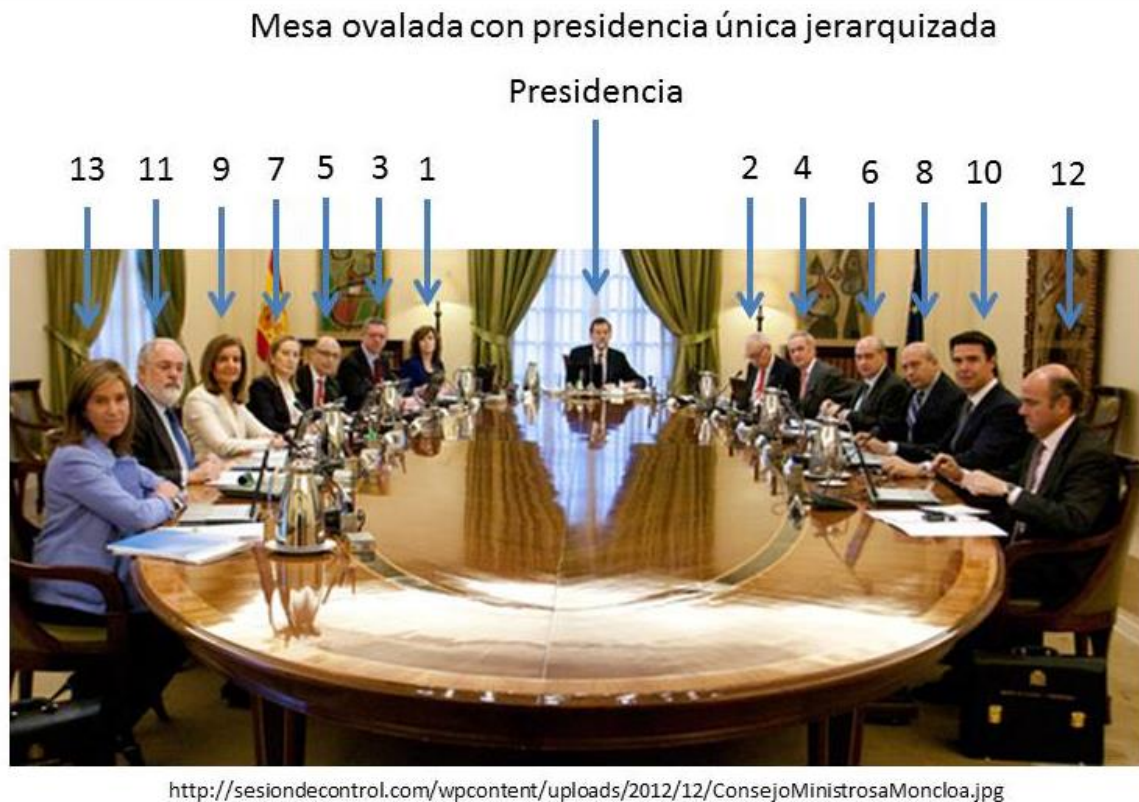 Mesa ovalada con presidencia única jerarquizada
Presidencia
13 11 9 7 5 3 1 2 4 6 8 10 12
http://sesiondecontrol.com/wpcontent/uploads/2012/12/ConsejoMinistrosaMoncloa.jpg